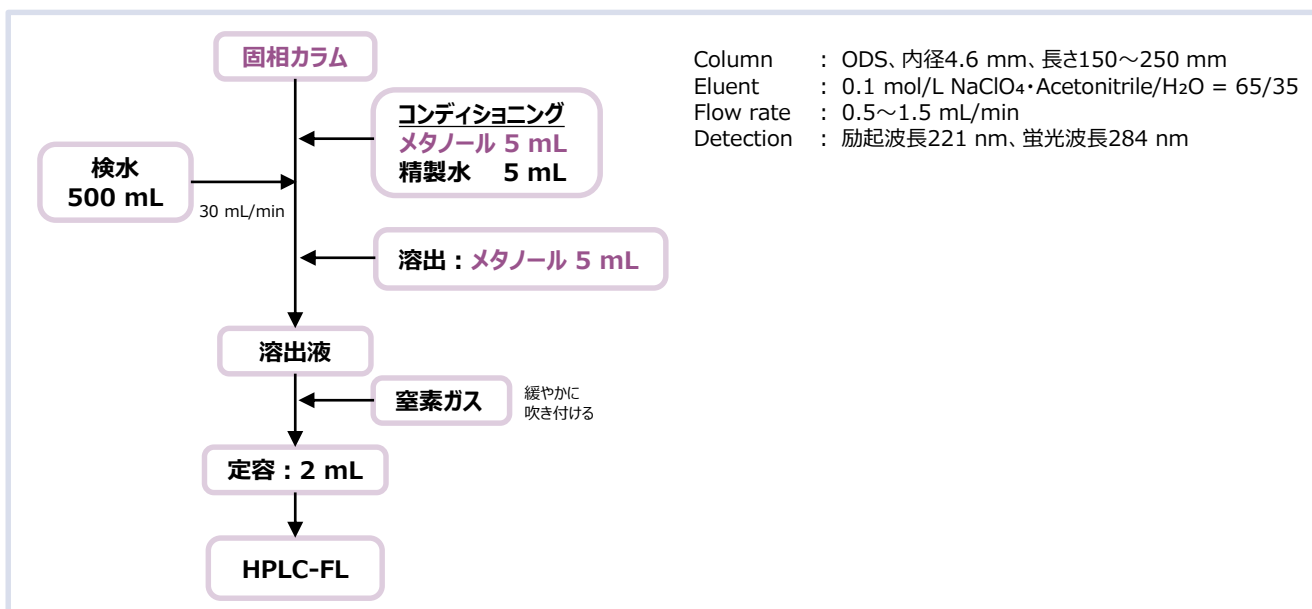 固相カラム
コンディショニング
メタノール 5 mL
精製水 5 mL
検水
500 mL
30 mL/min
溶出：メタノール 5 mL
溶出液
窒素ガス
緩やかに
吹き付ける
定容：2 mL
HPLC-FL
Column : ODS、内径4.6 mm、長さ150～250 mm
Eluent : 0.1 mol/L NaClO₄・Acetonitrile/H₂O = 65/35
Flow rate : 0.5～1.5 mL/min
Detection : 励起波長221 nm、蛍光波長284 nm